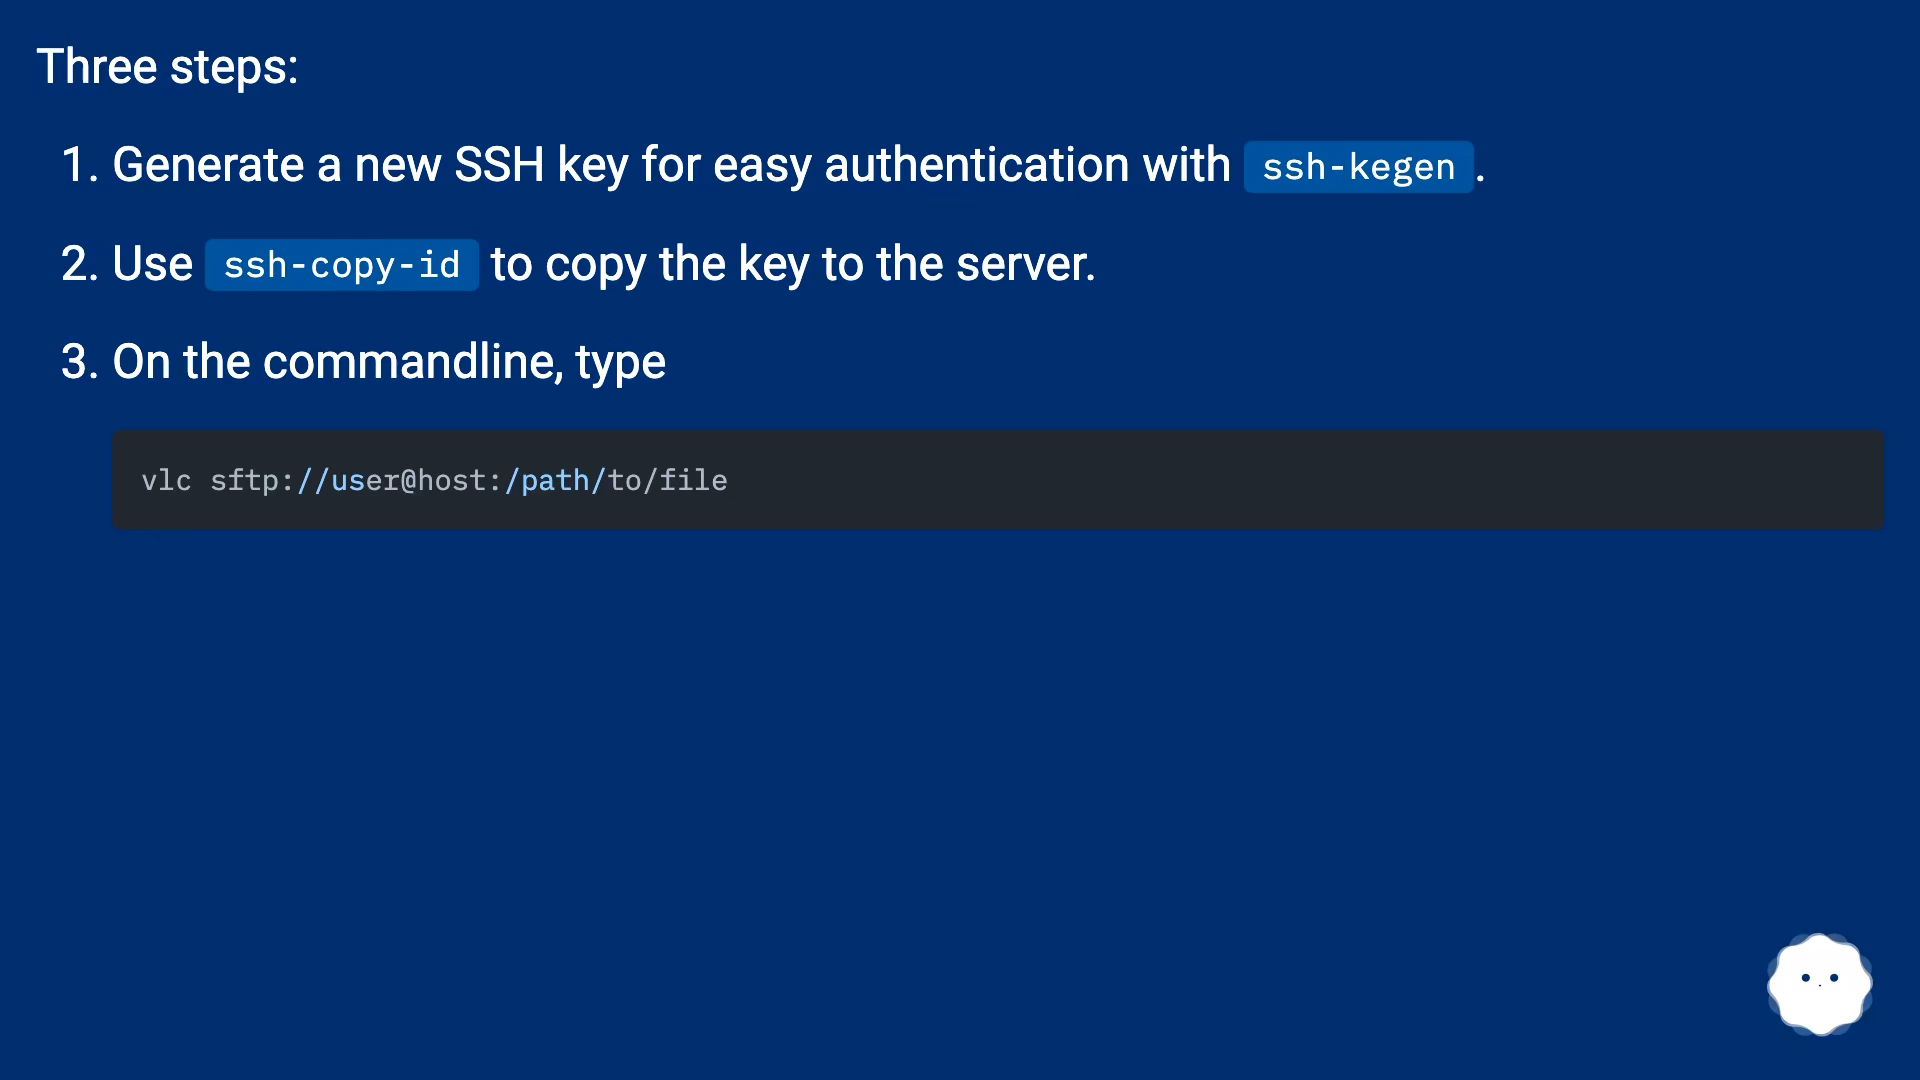 Three steps:
1. Generate a new SSH key for easy authentication with ssh-kegen.
2. Use ssh-copy-id to copy the key to the server.
3. On the commandline, type
vlc sftp://user@host:/path/to/file